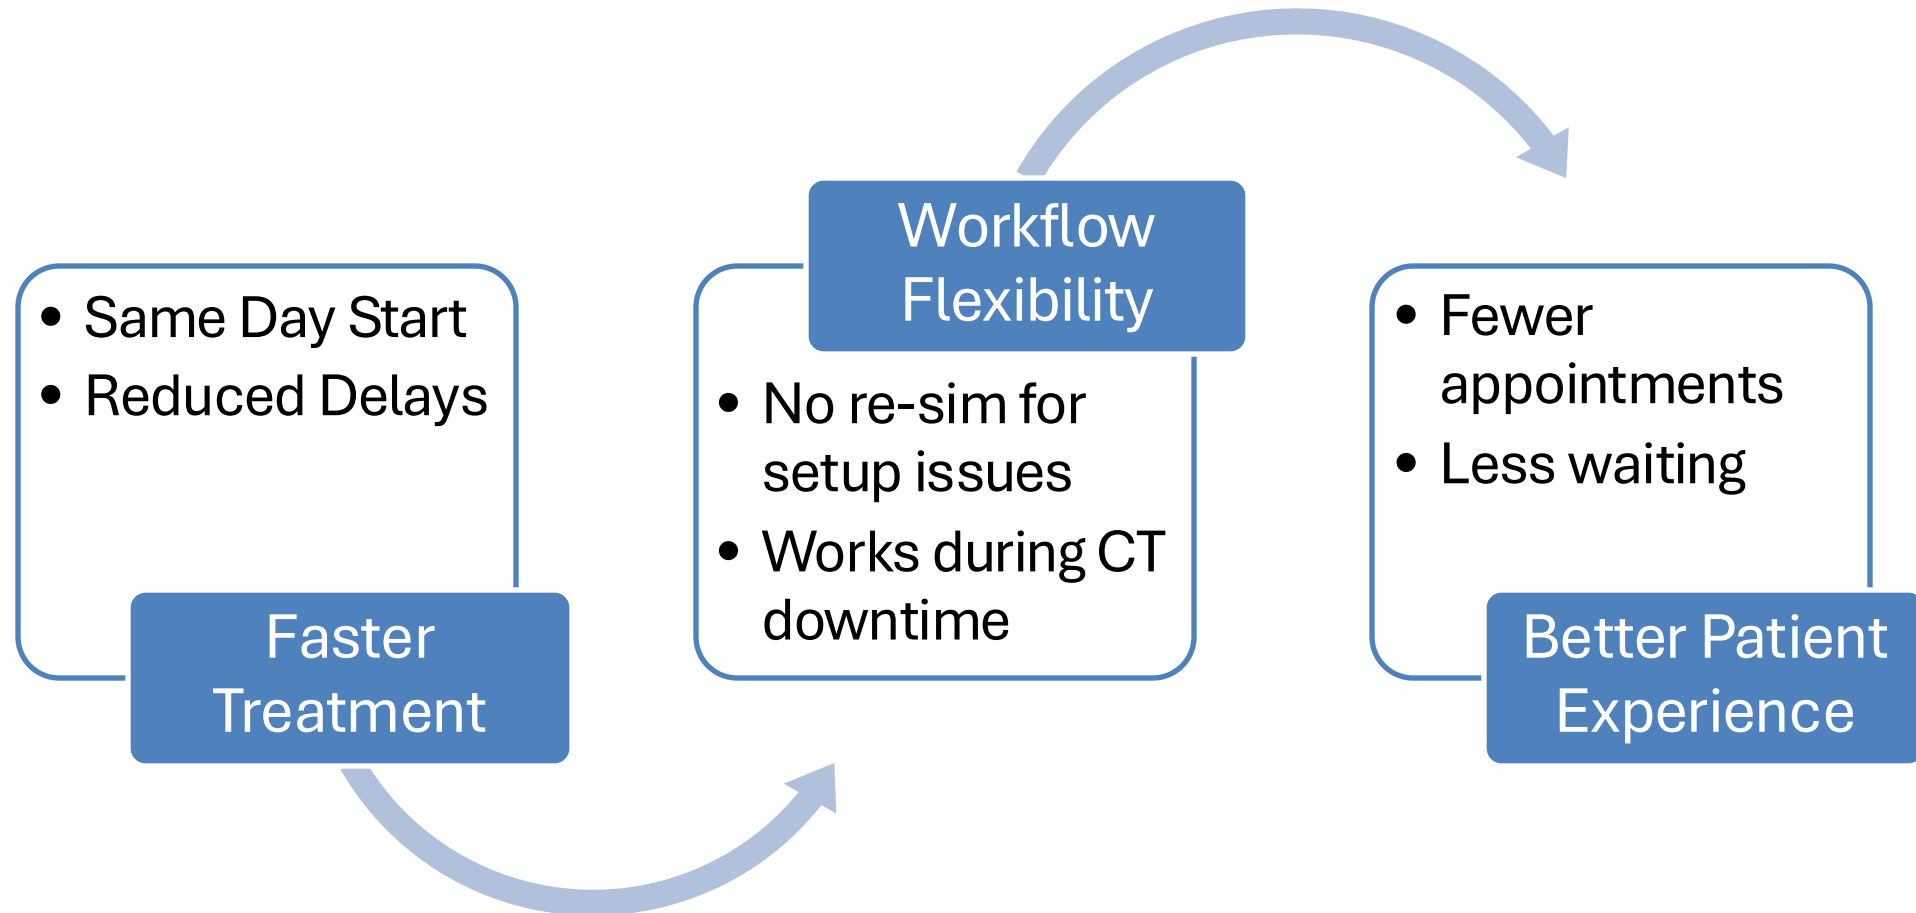 • Same Day Start
• Reduced Delays
Faster
Treatment
Workflow
Flexibility
• No re-sim for
setup issues
• Works during CT
downtime
• Fewer
appointments
• Less waiting
Better Patient
Experience